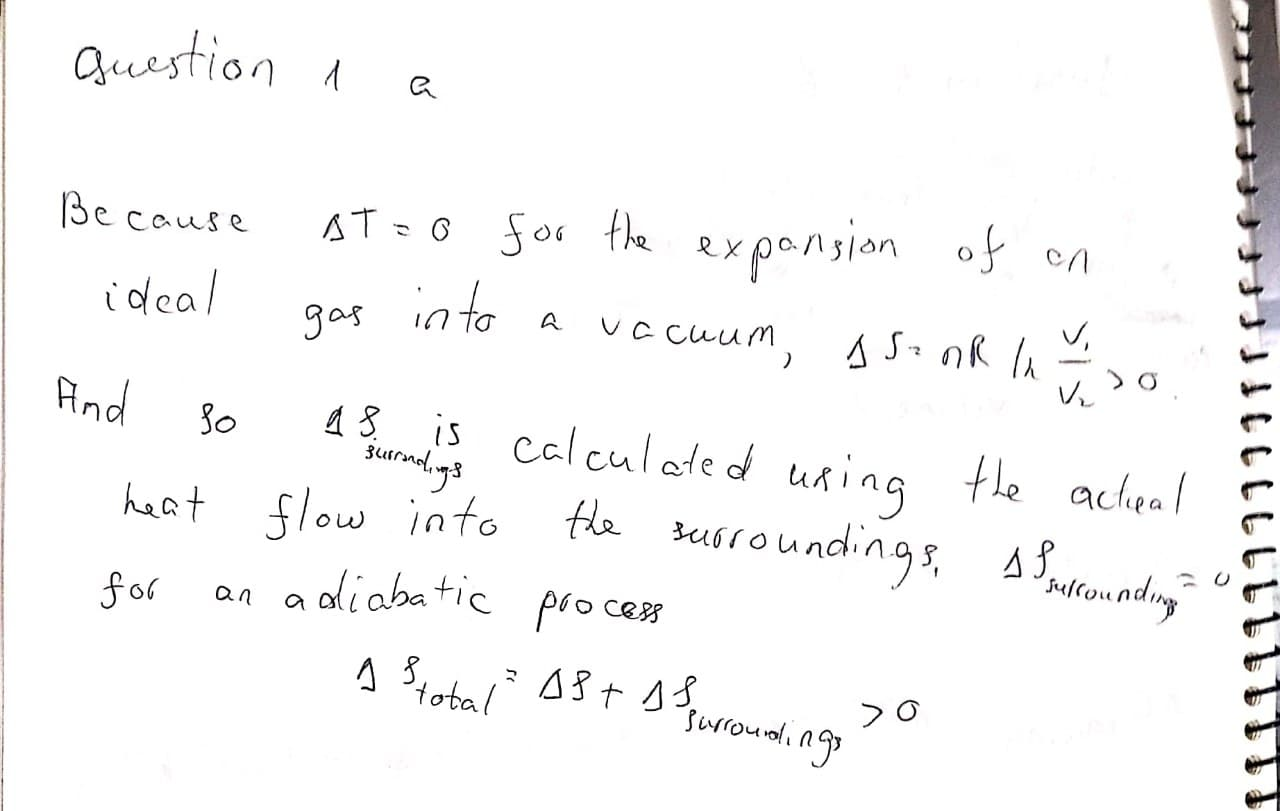 Question 1 a
Because ΔT = 0 for the expansion of an
ideal gas into a vacuum, ΔS = nR ln V₁/V₂ > 0.
And so ΔS surrondings is calculated using the actual
heat flow into the surroundings, ΔS surroundings = 0
for an adiabatic process
ΔS total = ΔS + ΔS surroundings > 0